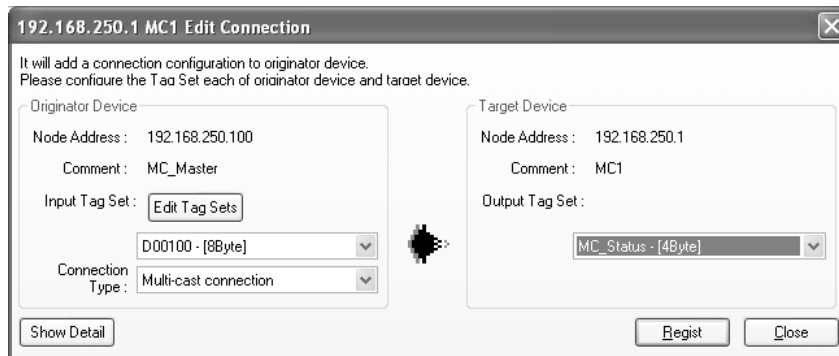 192.168.250.1 MC1 Edit Connection
It will add a connection configuration to originator device.
Please configure the Tag Set each of originator device and target device.
Originator Device
Node Address : 192.168.250.100
Comment : MC_Master
Input Tag Set : Edit Tag Sets
D00100 - [8Byte]
Connection Type : Multi-cast connection
Target Device
Node Address : 192.168.250.1
Comment : MC1
Output Tag Set :
MC_Status - [4Byte]
Show Detail
Regist
Close